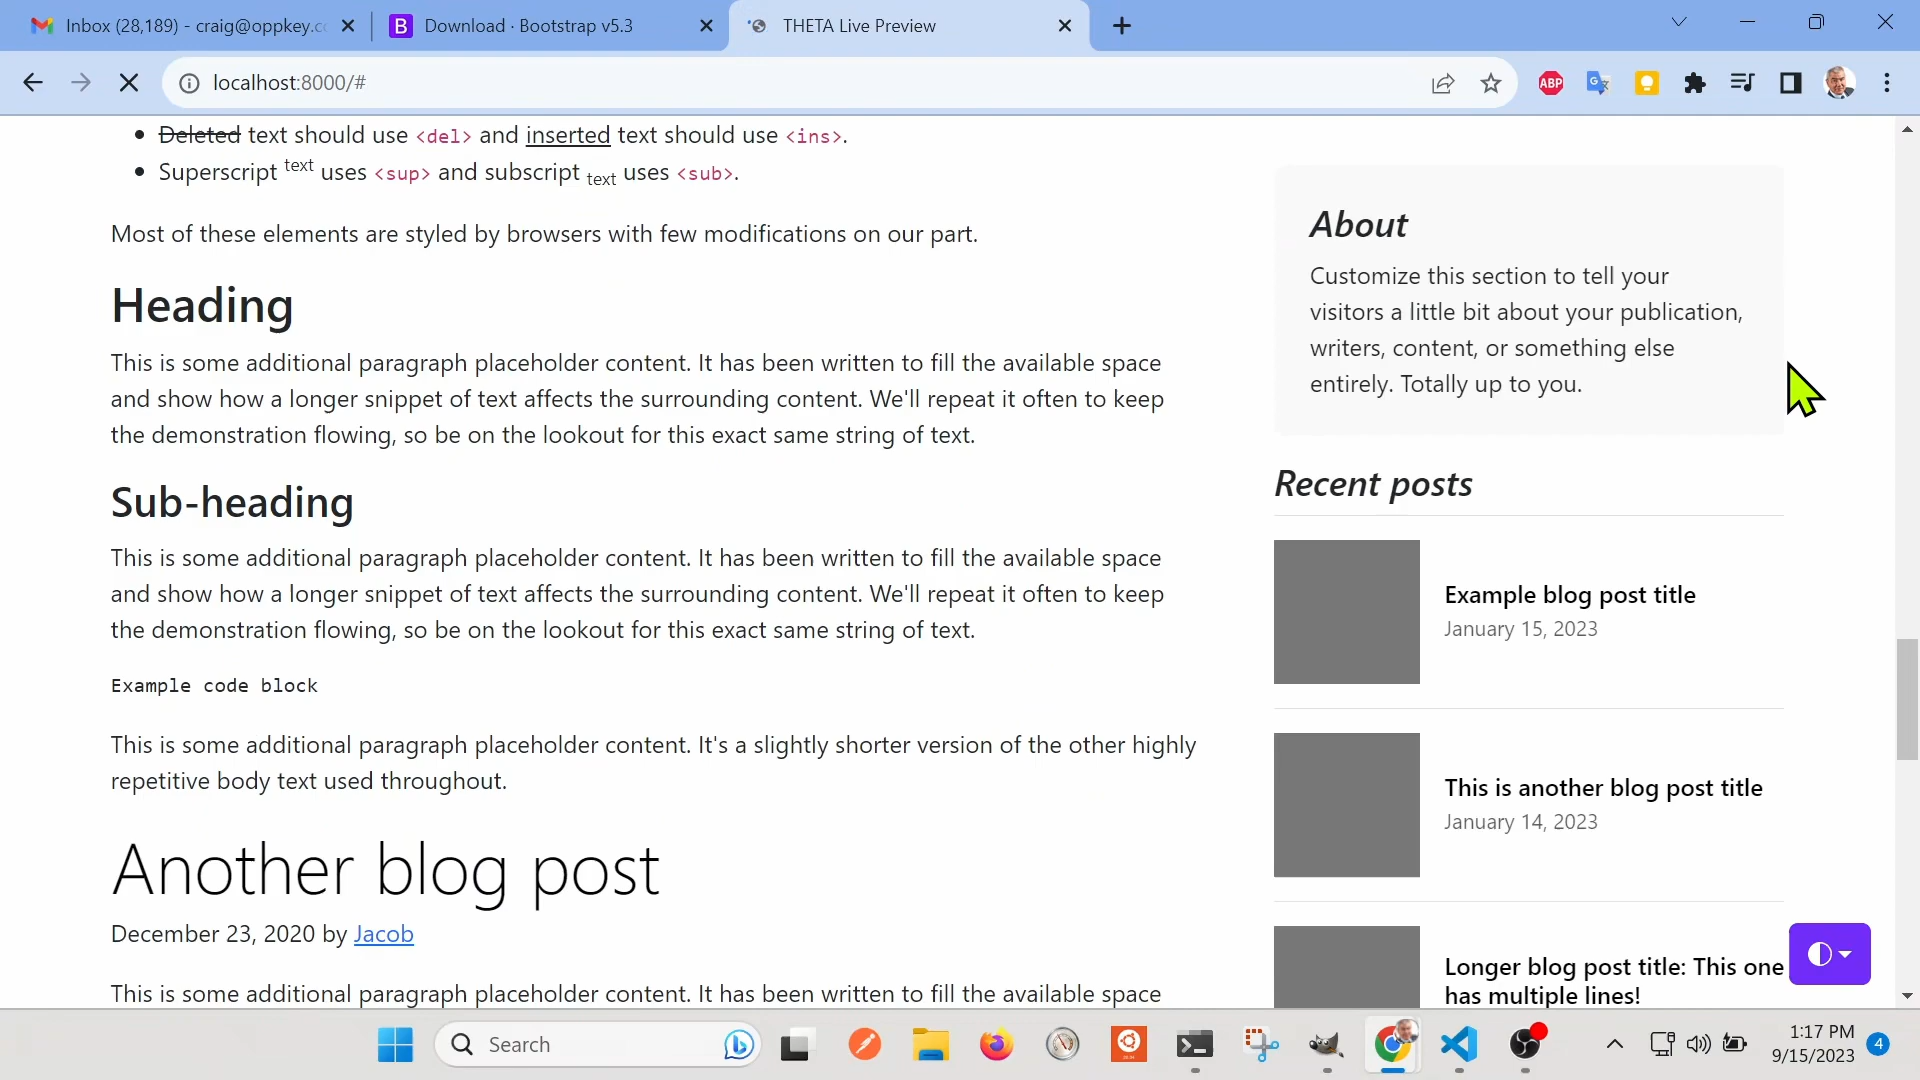 Inbox (28,189) - craig@oppkey.c
Download · Bootstrap v5.3
THETA Live Preview
localhost:8000/#
ABP
Deleted text should use <del> and inserted text should use <ins>.
Superscript text uses <sup> and subscript text uses <sub>.
Most of these elements are styled by browsers with few modifications on our part.
Heading
This is some additional paragraph placeholder content. It has been written to fill the available space
and show how a longer snippet of text affects the surrounding content. We'll repeat it often to keep
the demonstration flowing, so be on the lookout for this exact same string of text.
Sub-heading
This is some additional paragraph placeholder content. It has been written to fill the available space
and show how a longer snippet of text affects the surrounding content. We'll repeat it often to keep
the demonstration flowing, so be on the lookout for this exact same string of text.
Example code block
This is some additional paragraph placeholder content. It's a slightly shorter version of the other highly
repetitive body text used throughout.
Another blog post
December 23, 2020 by Jacob
This is some additional paragraph placeholder content. It has been written to fill the available space
About
Customize this section to tell your
visitors a little bit about your publication,
writers, content, or something else
entirely. Totally up to you.
Recent posts
Example blog post title
January 15, 2023
This is another blog post title
January 14, 2023
Longer blog post title: This one
has multiple lines!
Search
1:17 PM
9/15/2023
4